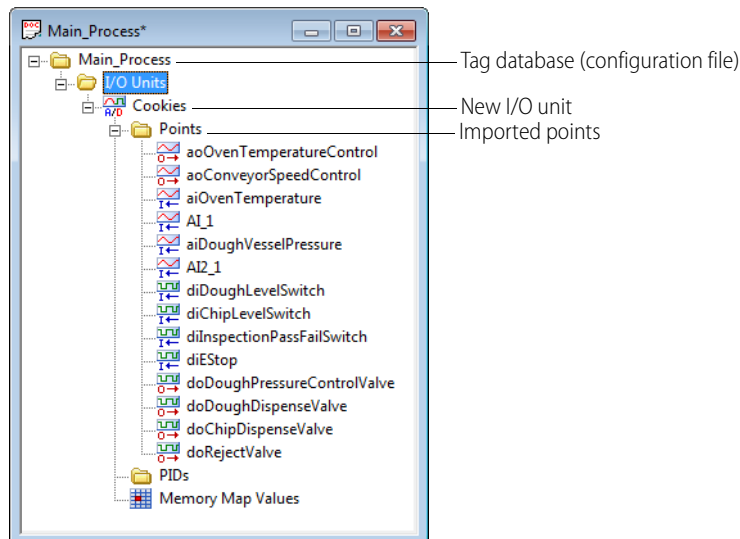 Main_Process*
Main_Process
Tag database (configuration file)
I/O Units
A/D
Cookies
New I/O unit
Points
Imported points
aoOvenTemperatureControl
aoConveyorSpeedControl
aiOvenTemperature
AI_1
aiDoughVesselPressure
AI2_1
diDoughLevelSwitch
diChipLevelSwitch
diInspectionPassFailSwitch
diEStop
doDoughPressureControlValve
doDoughDispenseValve
doChipDispenseValve
doRejectValve
PIDs
Memory Map Values